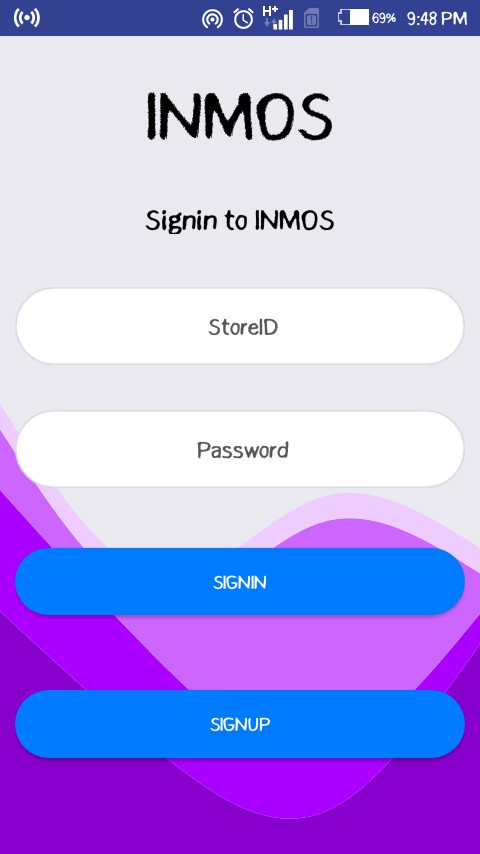 H+ 69% 9:48 PM
INMOS
Signin to INMOS
StoreID
Password
SIGNIN
SIGNUP